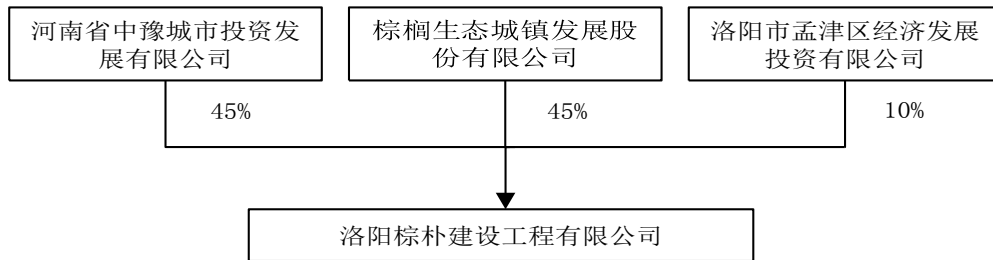 河南省中豫城市投资发
展有限公司
棕榈生态城镇发展股
份有限公司
洛阳市孟津区经济发展
投资有限公司
45%
45%
10%
洛阳棕朴建设工程有限公司